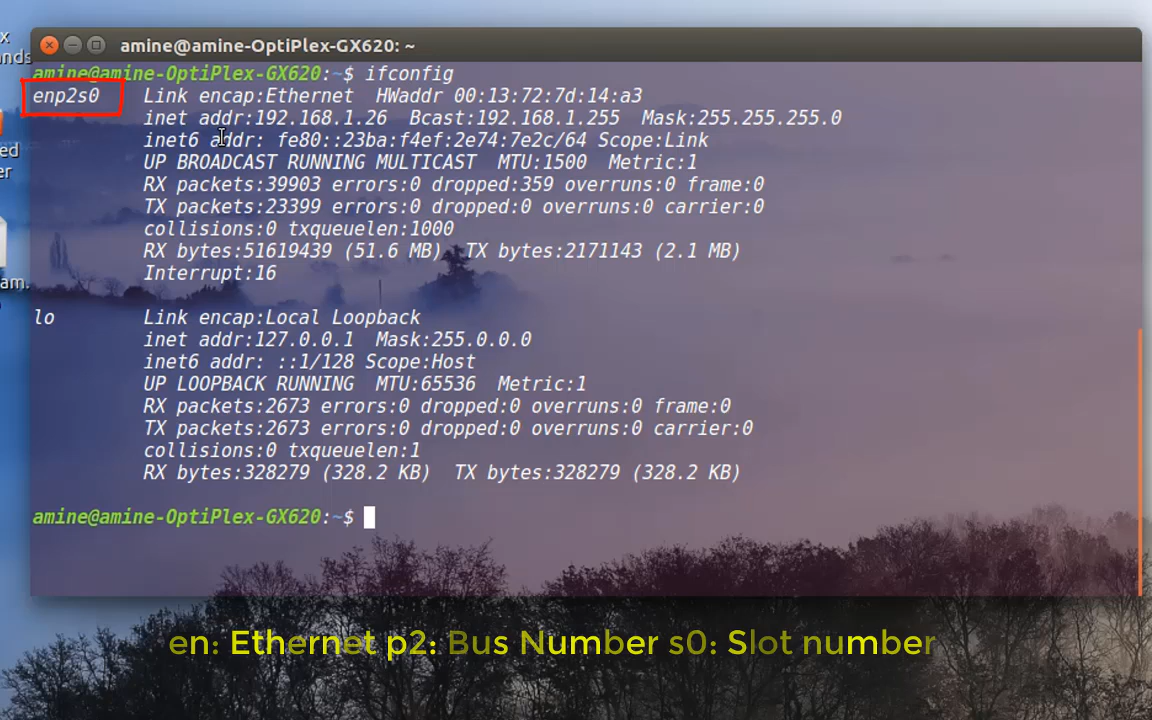 x
nds
amine@amine-OptiPlex-GX620: ~
amine@amine-OptiPlex-GX620:~$ ifconfig
enp2s0 Link encap:Ethernet HWaddr 00:13:72:7d:14:a3
inet addr:192.168.1.26 Bcast:192.168.1.255 Mask:255.255.255.0
inet6 addr: fe80::23ba:f4ef:2e74:7e2c/64 Scope:Link
ed
UP BROADCAST RUNNING MULTICAST MTU:1500 Metric:1
er
RX packets:39903 errors:0 dropped:359 overruns:0 frame:0
TX packets:23399 errors:0 dropped:0 overruns:0 carrier:0
collisions:0 txqueuelen:1000
RX bytes:51619439 (51.6 MB) TX bytes:2171143 (2.1 MB)
Interrupt:16
am.
lo Link encap:Local Loopback
inet addr:127.0.0.1 Mask:255.0.0.0
inet6 addr: ::1/128 Scope:Host
UP LOOPBACK RUNNING MTU:65536 Metric:1
RX packets:2673 errors:0 dropped:0 overruns:0 frame:0
TX packets:2673 errors:0 dropped:0 overruns:0 carrier:0
collisions:0 txqueuelen:1
RX bytes:328279 (328.2 KB) TX bytes:328279 (328.2 KB)
amine@amine-OptiPlex-GX620:~$
en: Ethernet p2: Bus Number s0: Slot number